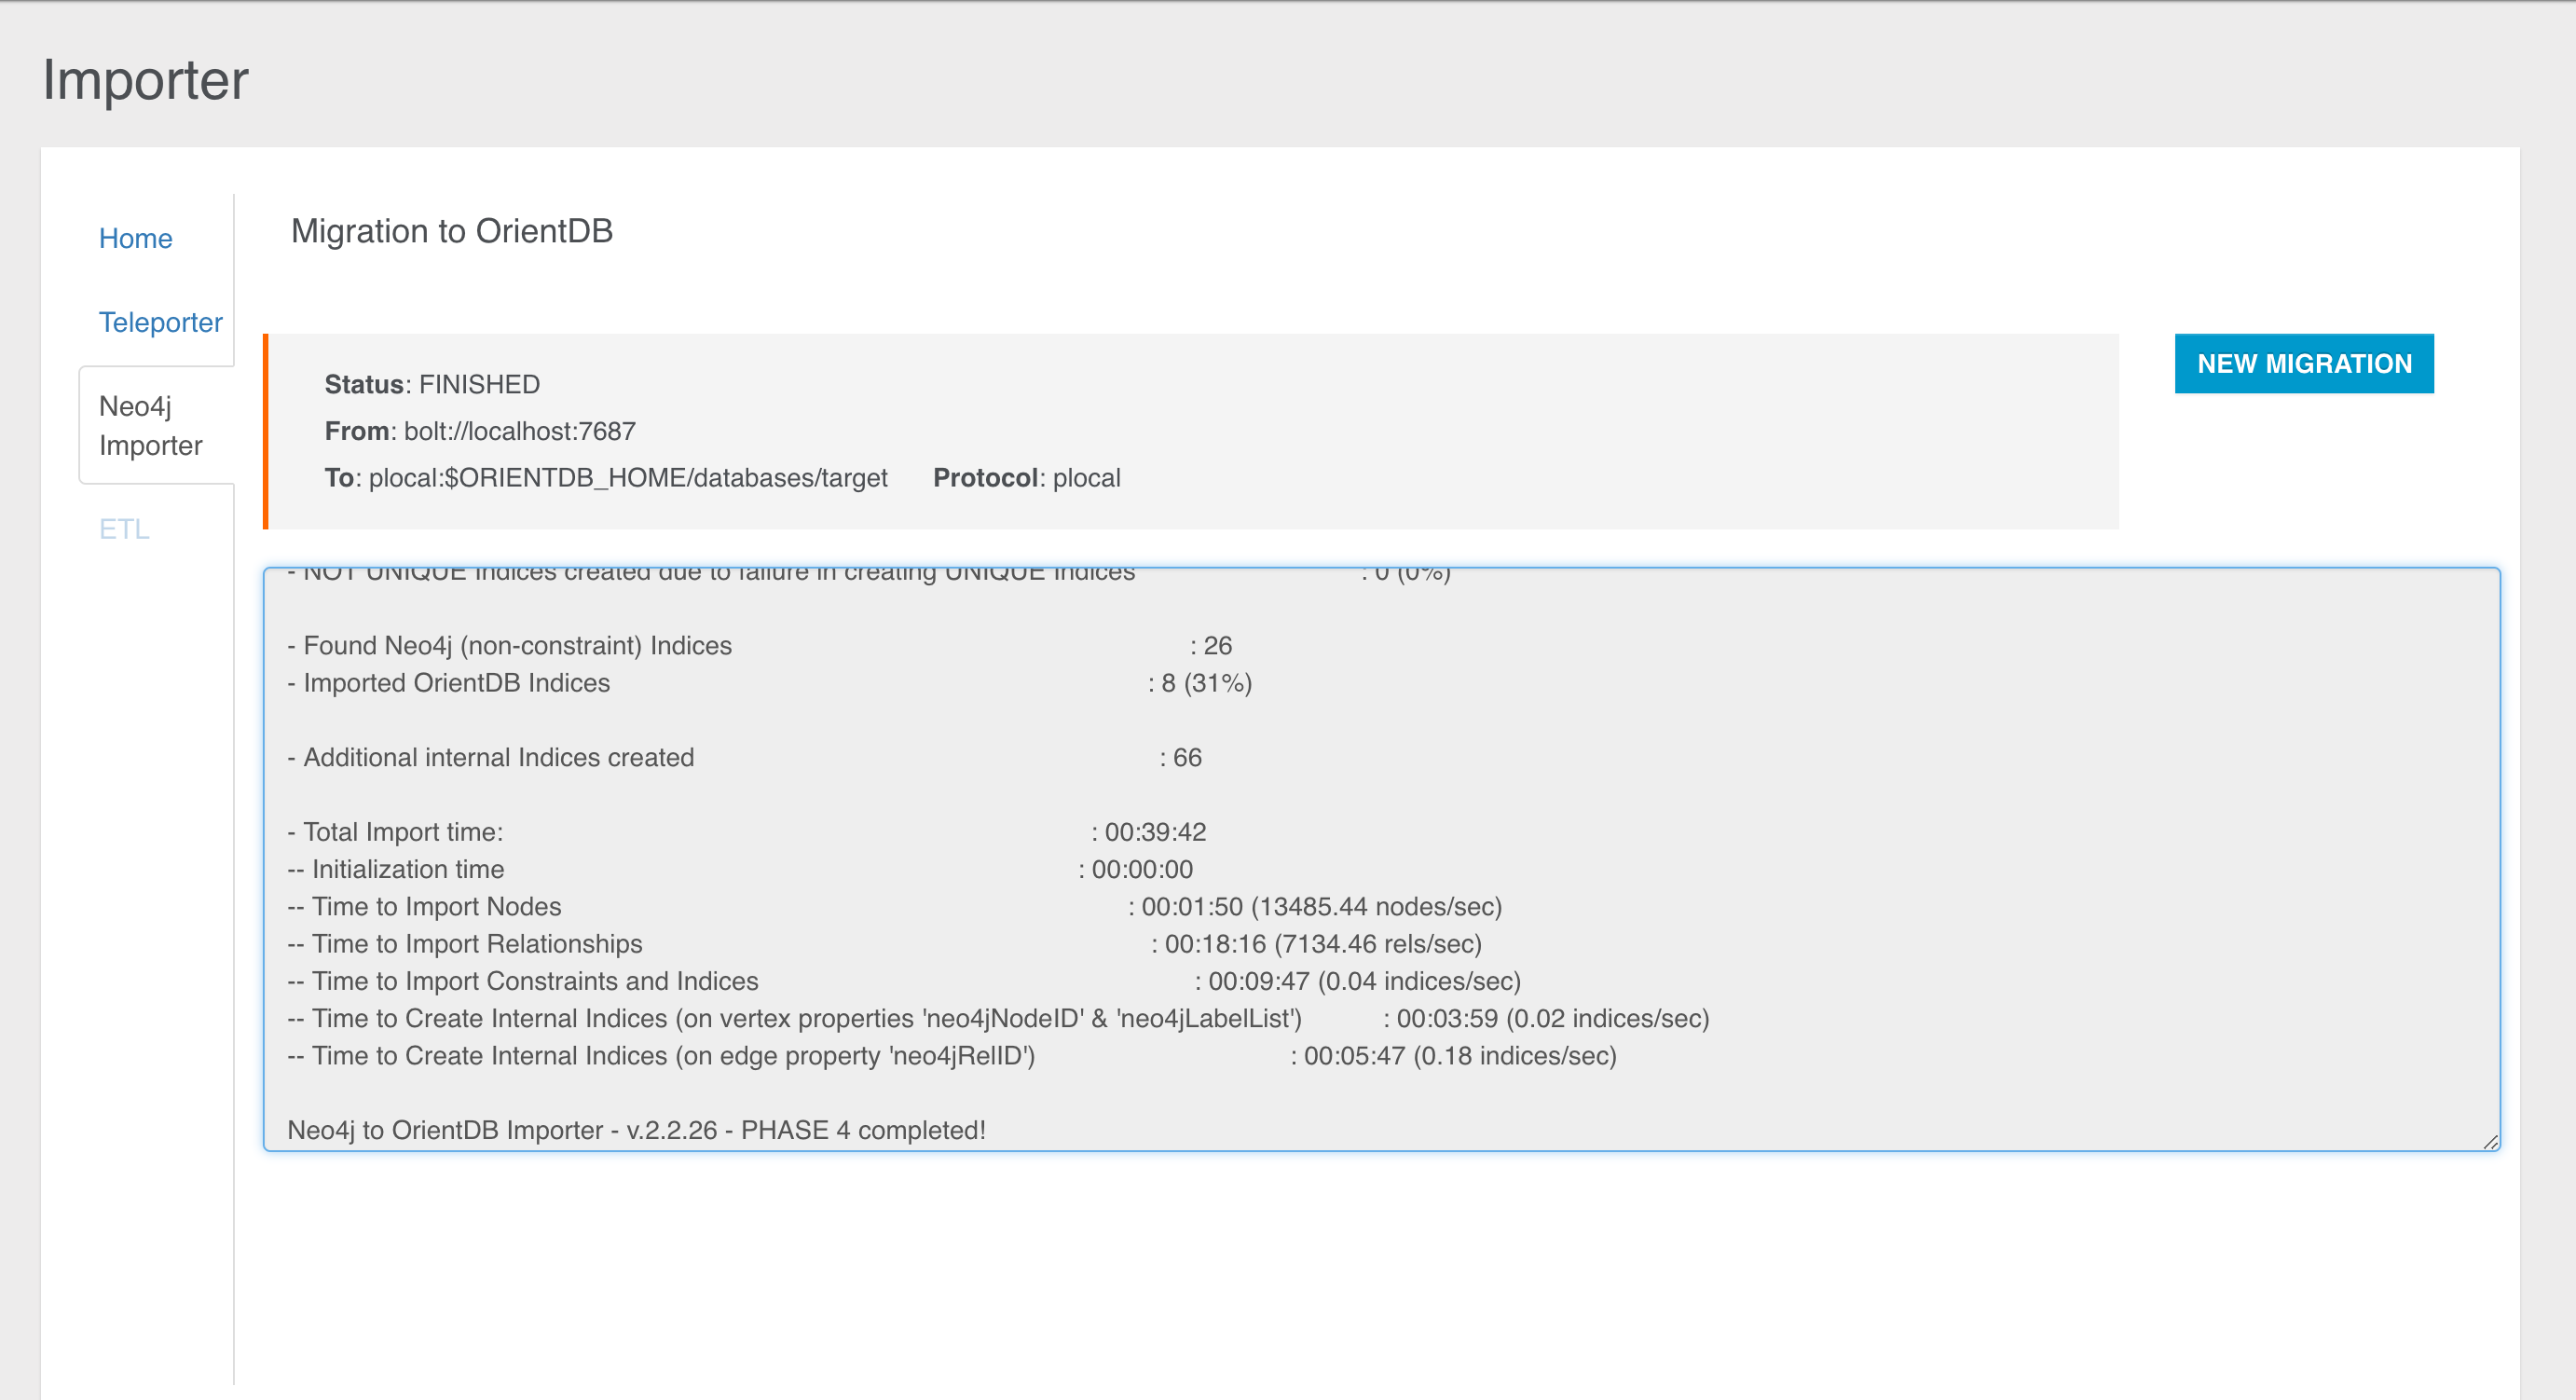 Importer
Home
Teleporter
Neo4j
Importer
ETL
Migration to OrientDB
Status: FINISHED
From: bolt://localhost:7687
To: plocal:$ORIENTDB_HOME/databases/target Protocol: plocal
NEW MIGRATION
- NOT UNIQUE Indices created due to failure in creating UNIQUE Indices : 0 (0%)
- Found Neo4j (non-constraint) Indices : 26
- Imported OrientDB Indices : 8 (31%)
- Additional internal Indices created : 66
- Total Import time: : 00:39:42
-- Initialization time : 00:00:00
-- Time to Import Nodes : 00:01:50 (13485.44 nodes/sec)
-- Time to Import Relationships : 00:18:16 (7134.46 rels/sec)
-- Time to Import Constraints and Indices : 00:09:47 (0.04 indices/sec)
-- Time to Create Internal Indices (on vertex properties 'neo4jNodeID' & 'neo4jLabelList') : 00:03:59 (0.02 indices/sec)
-- Time to Create Internal Indices (on edge property 'neo4jRelID') : 00:05:47 (0.18 indices/sec)
Neo4j to OrientDB Importer - v.2.2.26 - PHASE 4 completed!